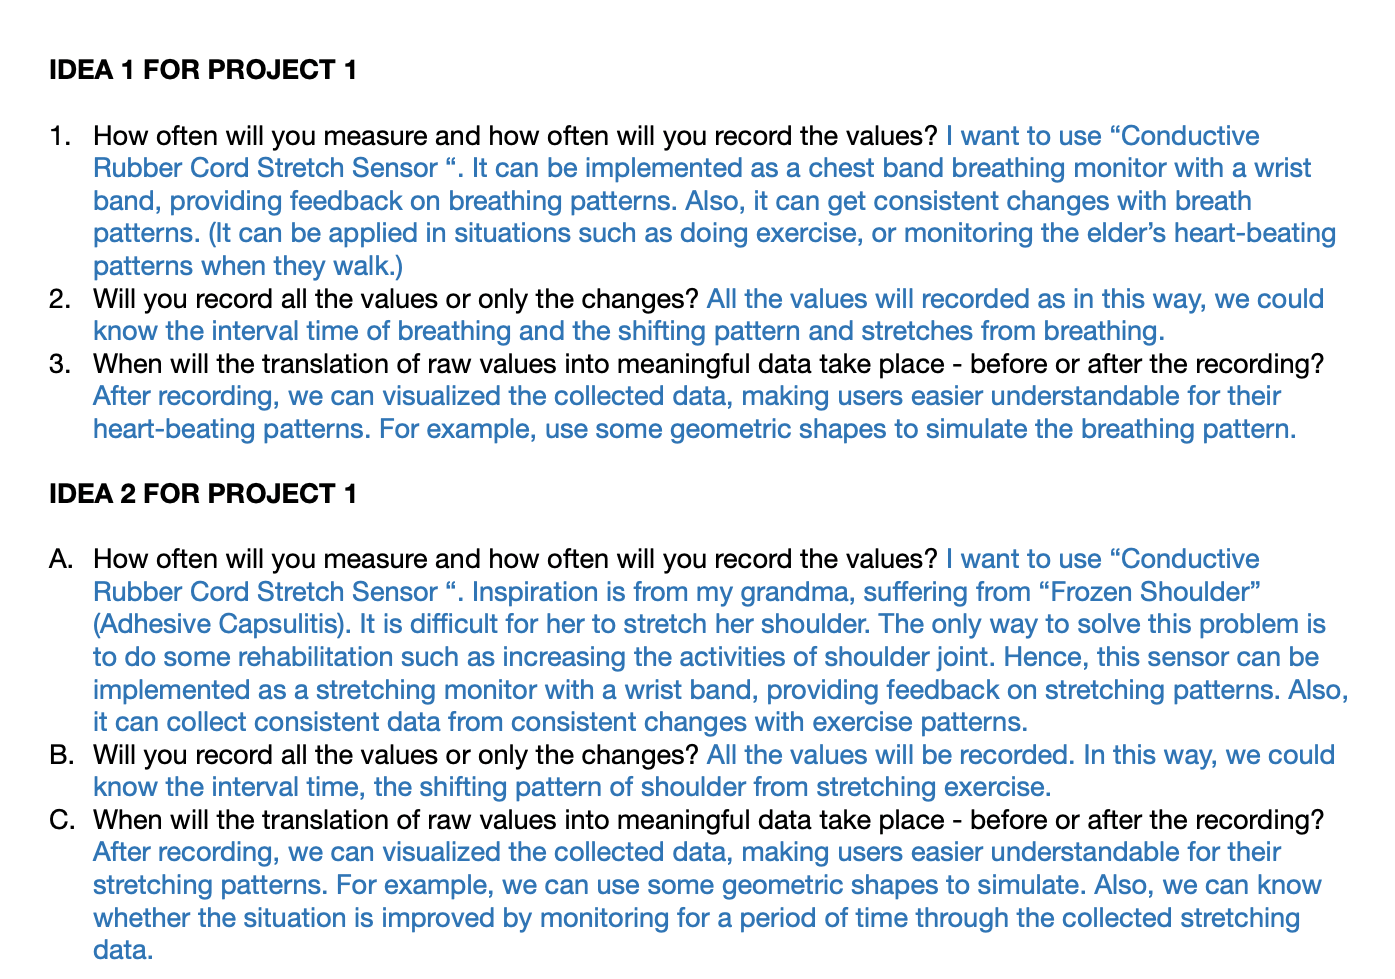 IDEA 1 FOR PROJECT 1
1. How often will you measure and how often will you record the values? I want to use “Conductive
Rubber Cord Stretch Sensor “. It can be implemented as a chest band breathing monitor with a wrist
band, providing feedback on breathing patterns. Also, it can get consistent changes with breath
patterns. (It can be applied in situations such as doing exercise, or monitoring the elder’s heart-beating
patterns when they walk.)
2. Will you record all the values or only the changes? All the values will recorded as in this way, we could
know the interval time of breathing and the shifting pattern and stretches from breathing.
3. When will the translation of raw values into meaningful data take place - before or after the recording?
After recording, we can visualized the collected data, making users easier understandable for their
heart-beating patterns. For example, use some geometric shapes to simulate the breathing pattern.
IDEA 2 FOR PROJECT 1
A. How often will you measure and how often will you record the values? I want to use “Conductive
Rubber Cord Stretch Sensor “. Inspiration is from my grandma, suffering from “Frozen Shoulder”
(Adhesive Capsulitis). It is difficult for her to stretch her shoulder. The only way to solve this problem is
to do some rehabilitation such as increasing the activities of shoulder joint. Hence, this sensor can be
implemented as a stretching monitor with a wrist band, providing feedback on stretching patterns. Also,
it can collect consistent data from consistent changes with exercise patterns.
B. Will you record all the values or only the changes? All the values will be recorded. In this way, we could
know the interval time, the shifting pattern of shoulder from stretching exercise.
C. When will the translation of raw values into meaningful data take place - before or after the recording?
After recording, we can visualized the collected data, making users easier understandable for their
stretching patterns. For example, we can use some geometric shapes to simulate. Also, we can know
whether the situation is improved by monitoring for a period of time through the collected stretching
data.